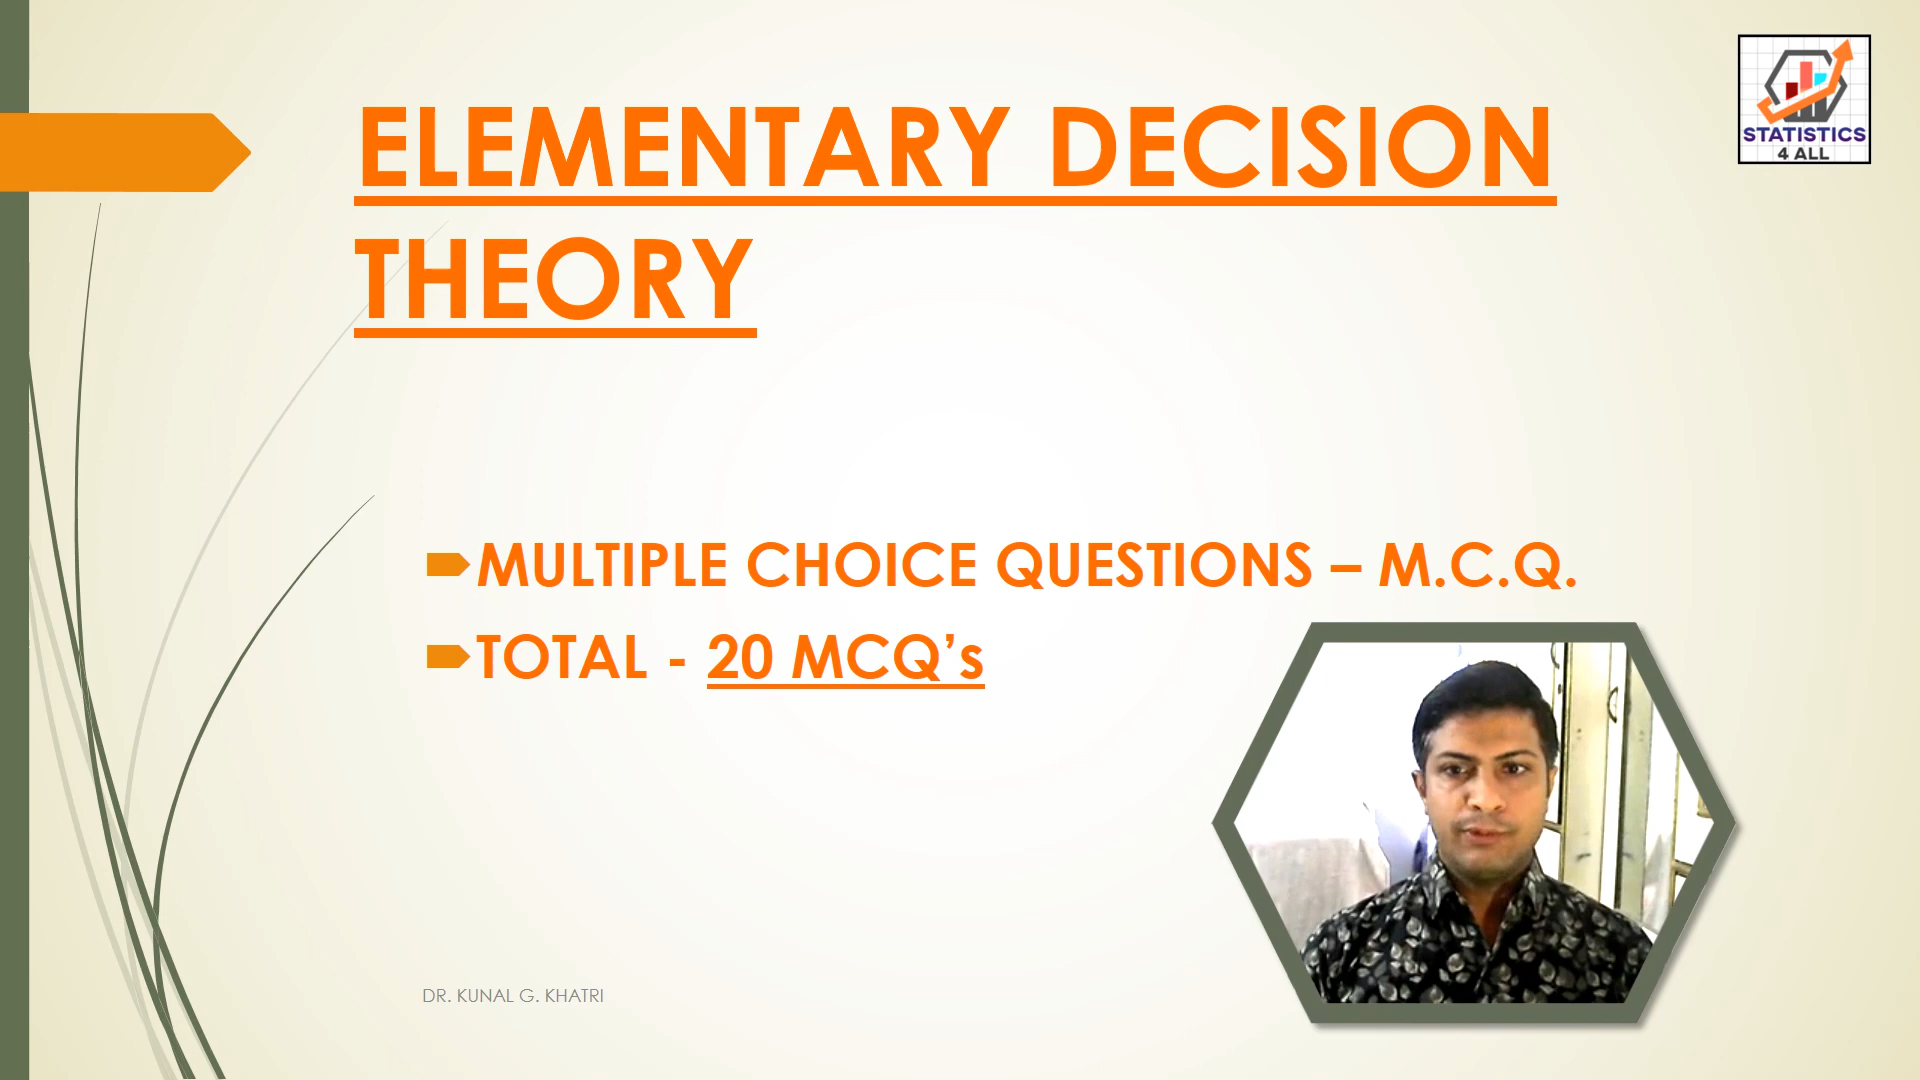 ELEMENTARY DECISION
THEORY
STATISTICS
4 ALL
MULTIPLE CHOICE QUESTIONS – M.C.Q.
TOTAL - 20 MCQ’s
DR. KUNAL G. KHATRI